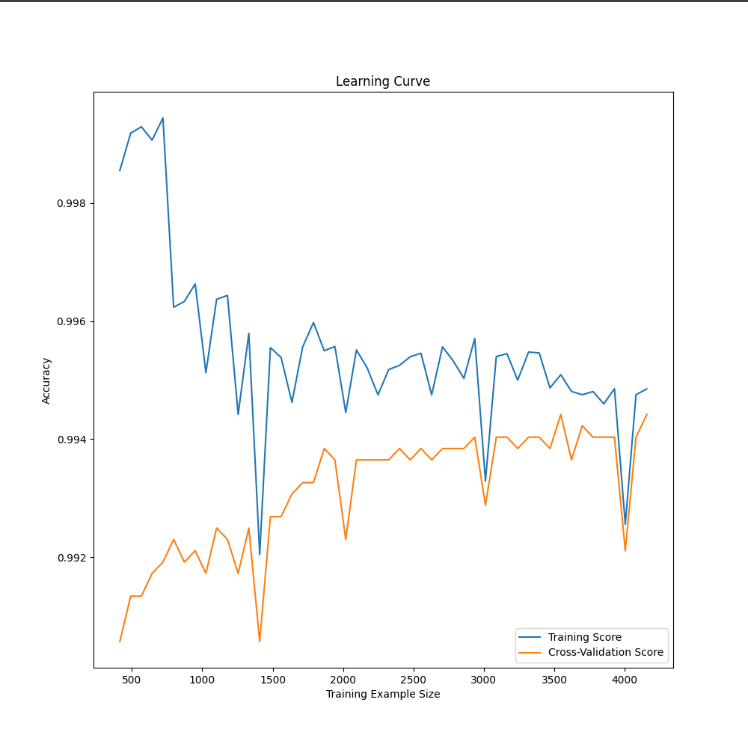 Learning Curve
0.998
0.996
0.994
0.992
Accuracy
500 1000 1500 2000 2500 3000 3500 4000
Training Example Size
Training Score
Cross-Validation Score